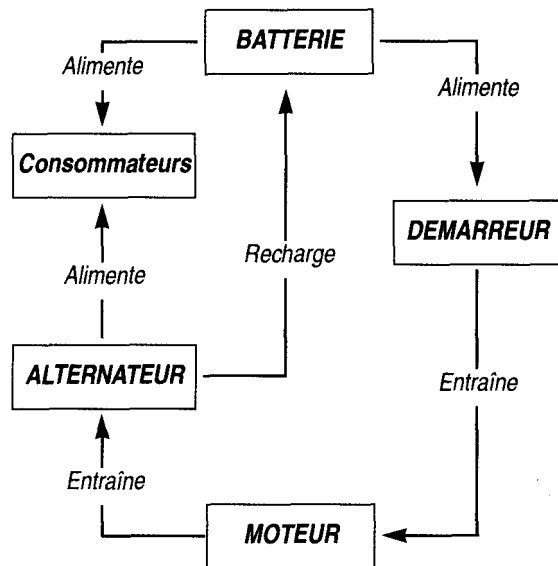 BATTERIE
Alimente
Alimente
Consommateurs
DEMARREUR
Recharge
Alimente
ALTERNATEUR
Entraîne
Entraîne
MOTEUR